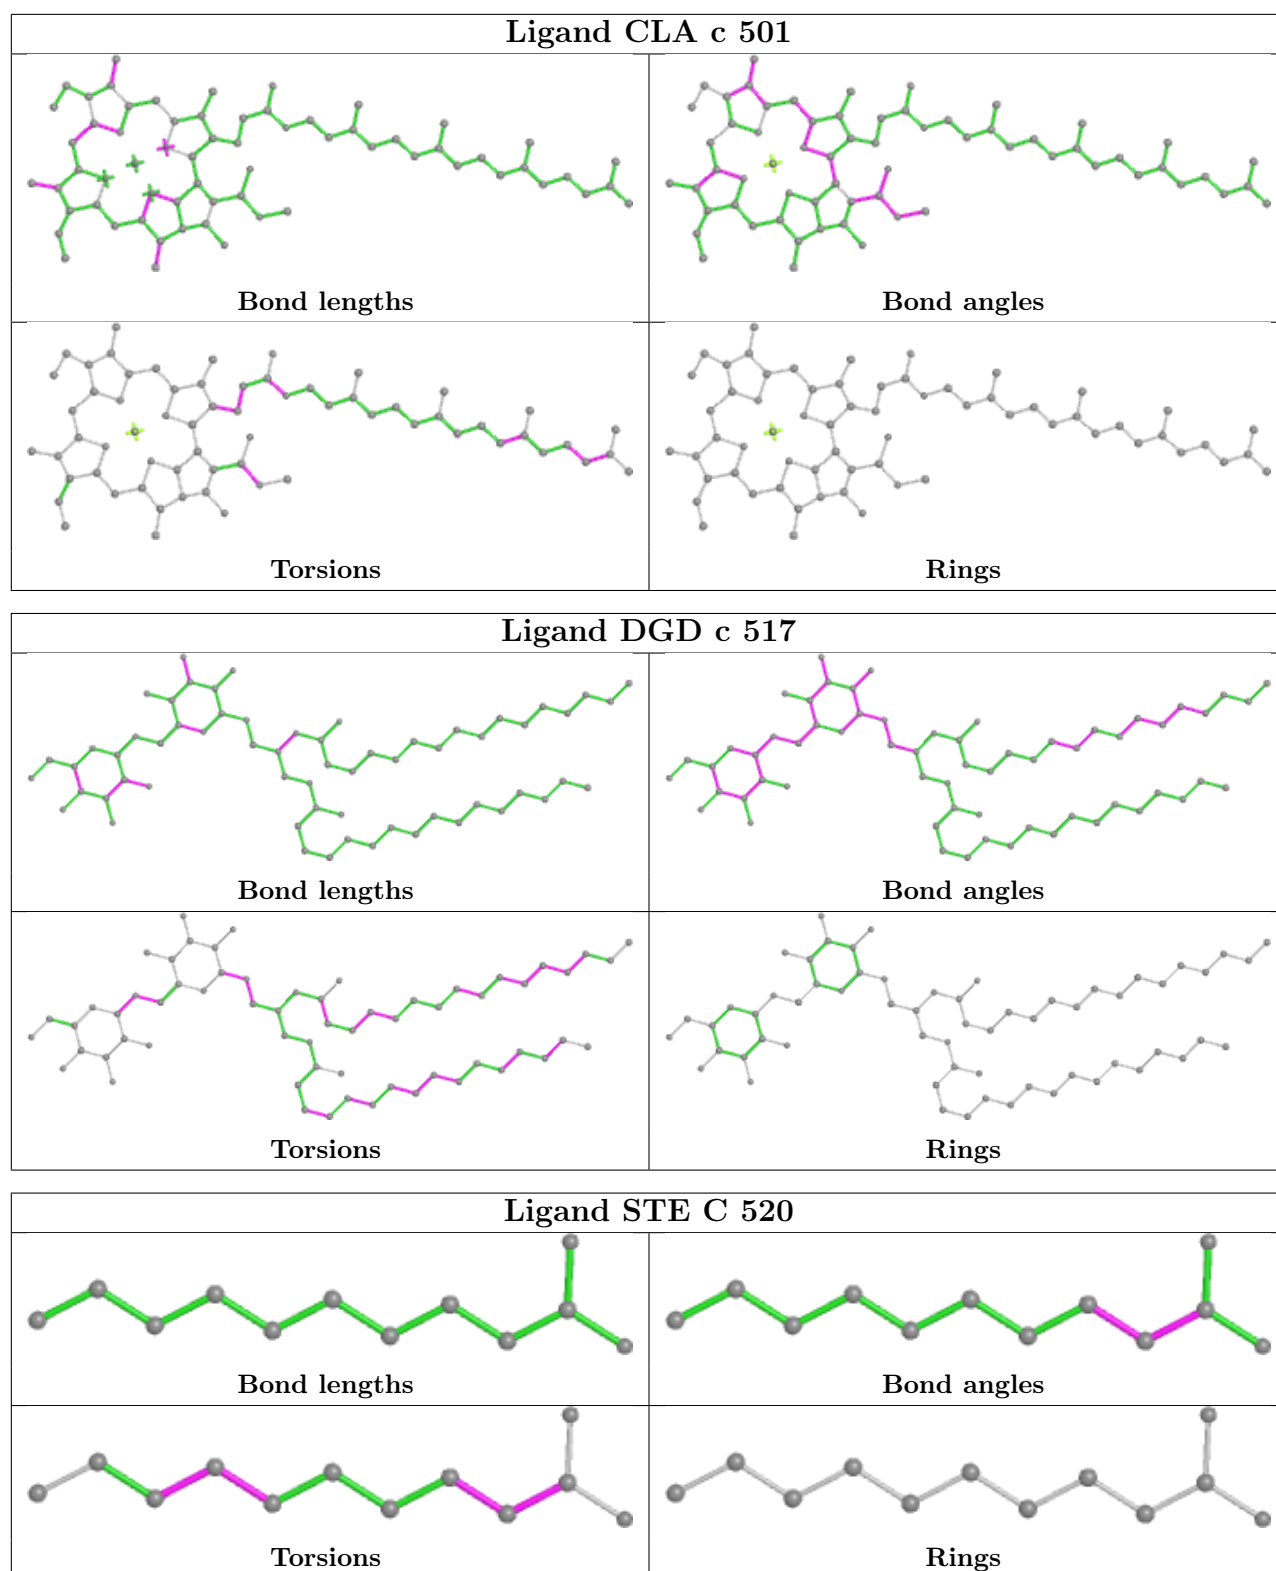 Ligand CLA c 501
Bond lengths
Bond angles
Torsions
Rings
Ligand DGD c 517
Bond lengths
Bond angles
Torsions
Rings
Ligand STE C 520
Bond lengths
Bond angles
Torsions
Rings